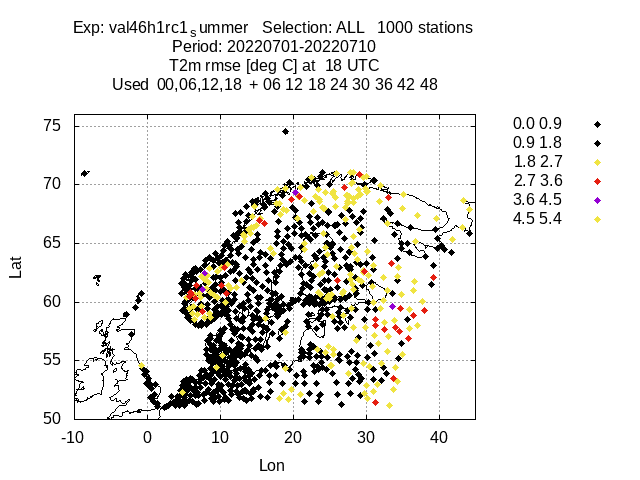 Exp: val46h1rc1summer Selection: ALL 1000 stations
Period: 20220701-20220710
T2m rmse [deg C] at 18 UTC
Used 00,06,12,18 + 06 12 18 24 30 36 42 48
0.0 0.9
0.9 1.8
1.8 2.7
2.7 3.6
3.6 4.5
4.5 5.4
75
70
65
60
55
50
Lat
-10 0 10 20 30 40
Lon